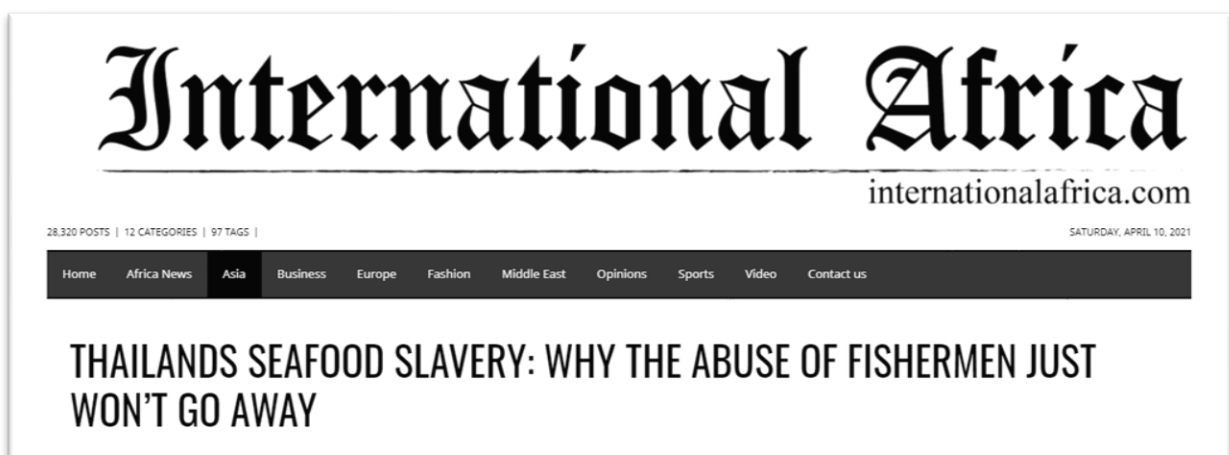 International Africa
internationalafrica.com
28,320 POSTS | 12 CATEGORIES | 97 TAGS |
SATURDAY, APRIL 10, 2021
Home Africa News Asia Business Europe Fashion Middle East Opinions Sports Video Contact us
THAILANDS SEAFOOD SLAVERY: WHY THE ABUSE OF FISHERMEN JUST
WON’T GO AWAY